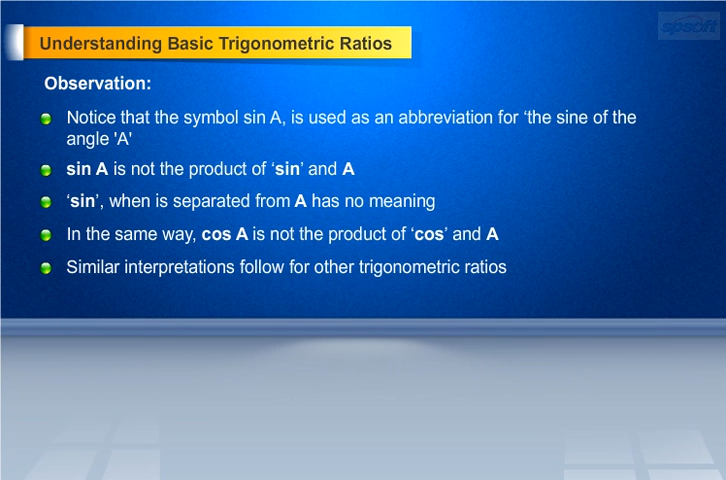 spsoft
Understanding Basic Trigonometric Ratios
Observation:
Notice that the symbol sin A, is used as an abbreviation for ‘the sine of the
angle 'A'
sin A is not the product of ‘sin’ and A
‘sin’, when is separated from A has no meaning
In the same way, cos A is not the product of ‘cos’ and A
Similar interpretations follow for other trigonometric ratios